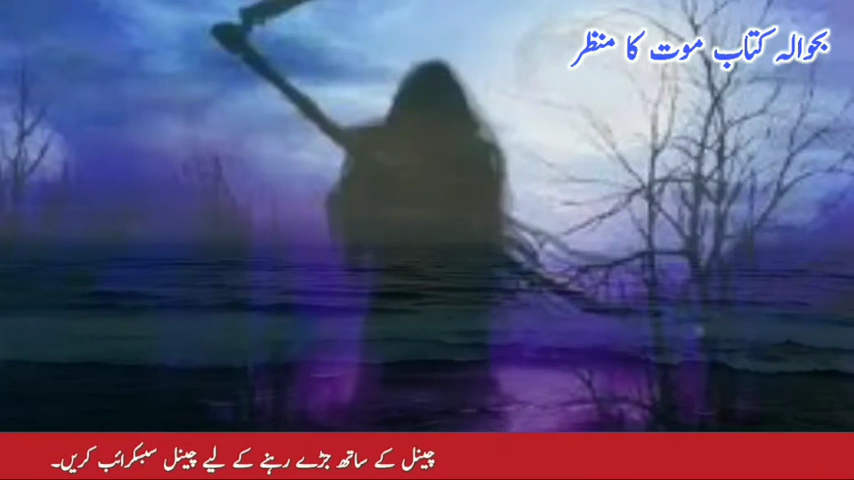 بحوالہ کتاب موت کا منظر
چینل کے ساتھ جڑے رہنے کے لیے چینل سبسکرائب کریں۔